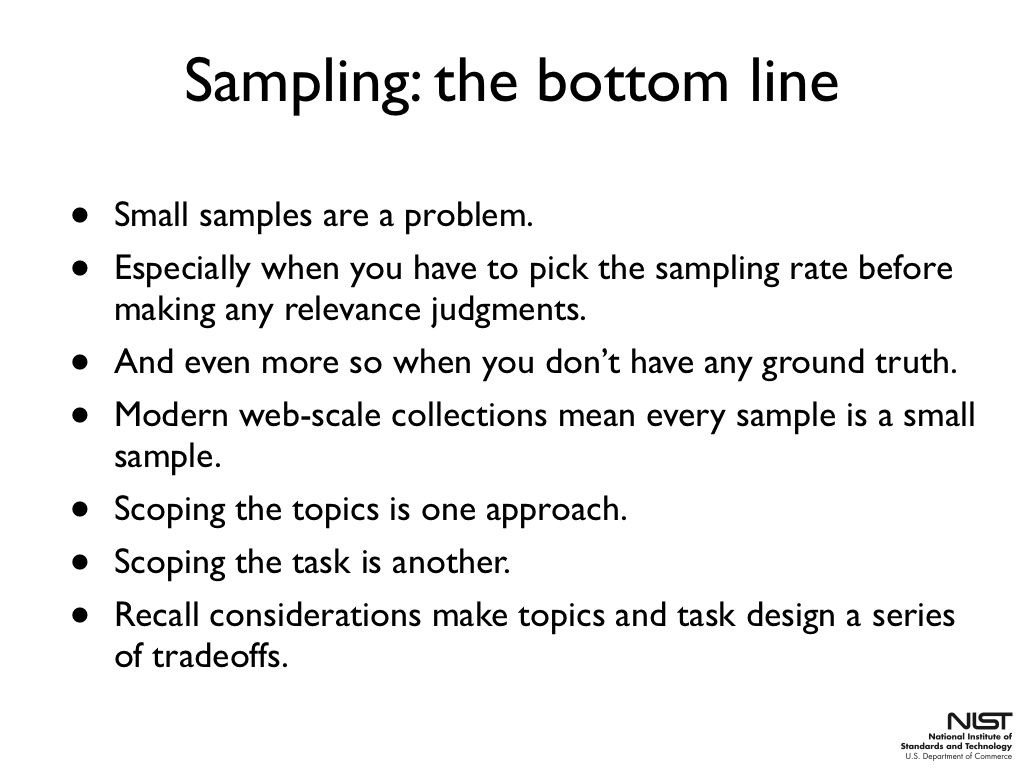 Sampling: the bottom line
● Small samples are a problem.
● Especially when you have to pick the sampling rate before
making any relevance judgments.
● And even more so when you don’t have any ground truth.
● Modern web-scale collections mean every sample is a small
sample.
● Scoping the topics is one approach.
● Scoping the task is another.
● Recall considerations make topics and task design a series
of tradeoffs.
NIST
National Institute of
Standards and Technology
U.S. Department of Commerce